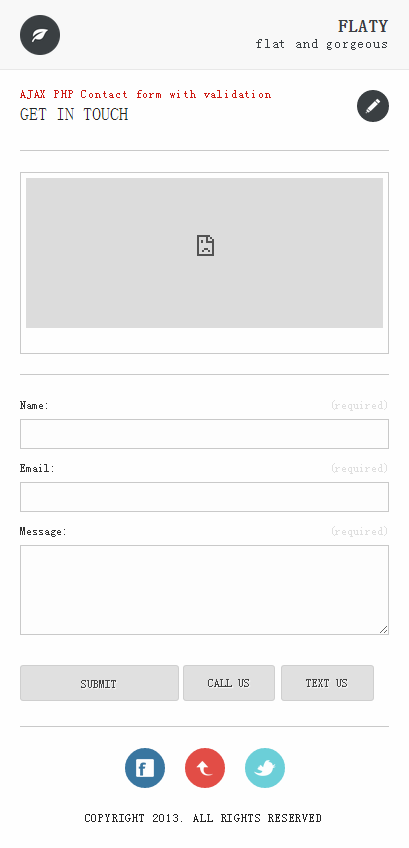 FLATY
flat and gorgeous
AJAX PHP Contact form with validation
GET IN TOUCH
Name:
(required)
Email:
(required)
Message:
(required)
SUBMIT
CALL US
TEXT US
COPYRIGHT 2013. ALL RIGHTS RESERVED